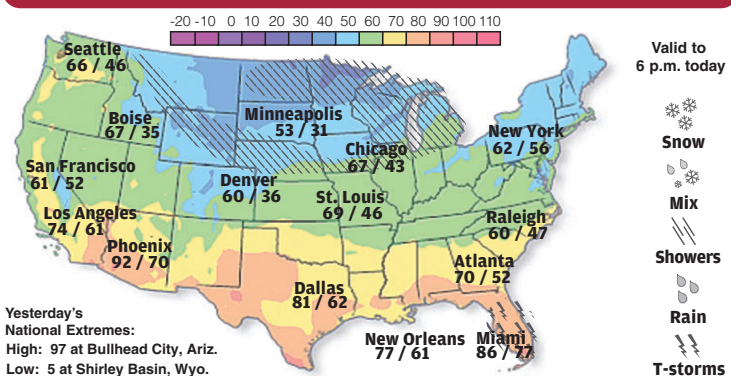 -20 -10 0 10 20 30 40 50 60 70 80 90 100 110
Seattle
66 / 46
Boise
67 / 35
Minneapolis
53 / 31
New York
62 / 56
Chicago
67 / 43
San Francisco
61 / 52
Denver
60 / 36
St. Louis
69 / 46
Los Angeles
74 / 61
Raleigh
60 / 47
Phoenix
92 / 70
Atlanta
70 / 52
Dallas
81 / 62
New Orleans
77 / 61
Miami
86 / 77
Yesterday's
National Extremes:
High: 97 at Bullhead City, Ariz.
Low: 5 at Shirley Basin, Wyo.
Valid to
6 p.m. today
Snow
Mix
Showers
Rain
T-storms